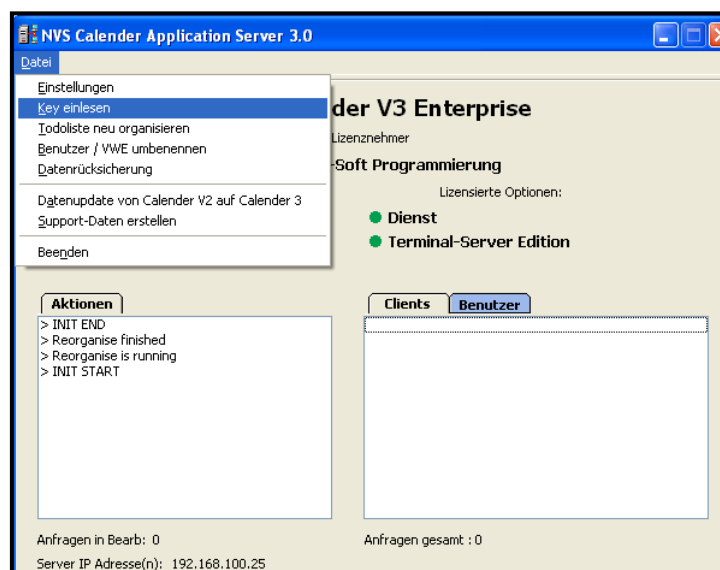 NVS Calender Application Server 3.0
Datei
Einstellungen
Key einlesen
Todoliste neu organisieren
Benutzer / VWE umbenennen
Datenrücksicherung
Datenupdate von Calender V2 auf Calender 3
Support-Daten erstellen
Beenden
der V3 Enterprise
Lizenznehmer
-Soft Programmierung
Lizensierte Optionen:
Dienst
Terminal-Server Edition
Aktionen
> INIT END
> Reorganise finished
> Reorganise is running
> INIT START
Clients Benutzer
Anfragen in Bearb: 0
Anfragen gesamt : 0
Server IP Adresse(n): 192.168.100.25